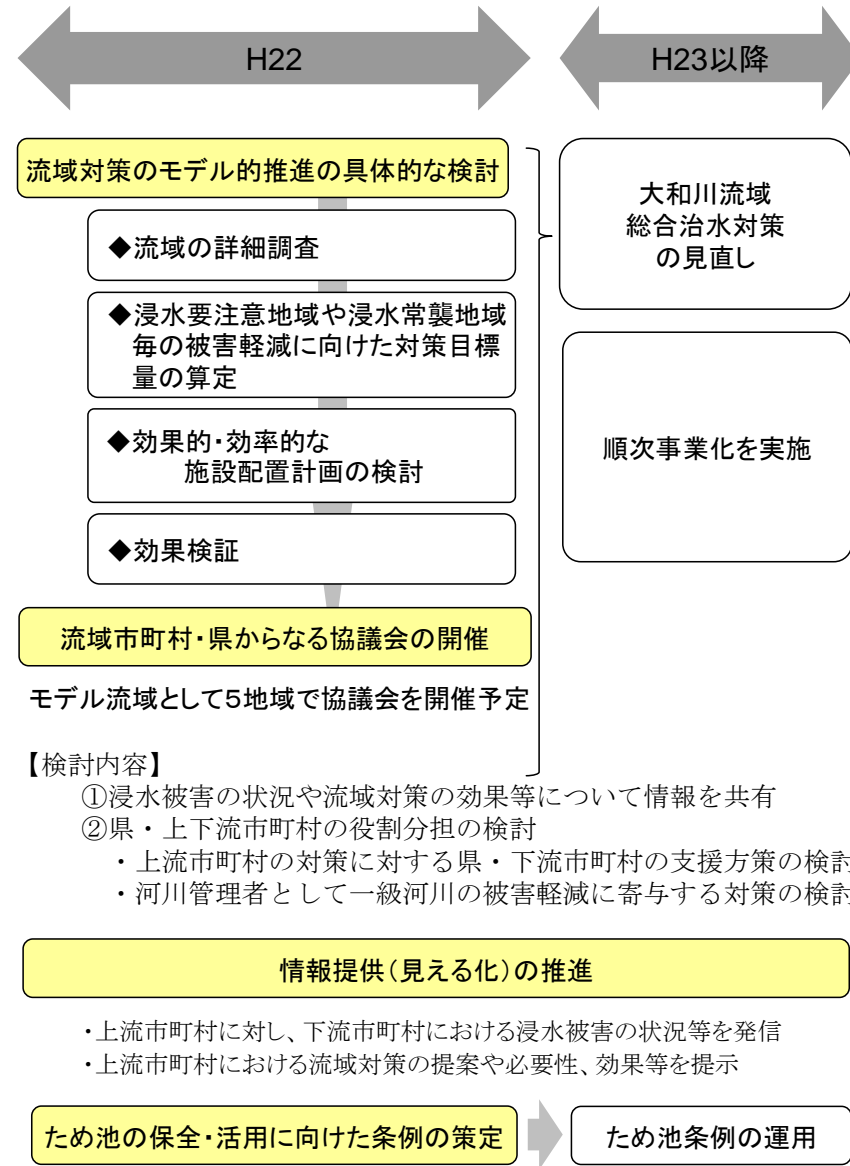 H22
H23以降
流域対策のモデル的推進の具体的な検討
◆流域の詳細調査
◆浸水要注意地域や浸水常襲地域
毎の被害軽減に向けた対策目標
量の算定
◆効果的・効率的な
施設配置計画の検討
◆効果検証
流域市町村・県からなる協議会の開催
モデル流域として5地域で協議会を開催予定
大和川流域
総合治水対策
の見直し
順次事業化を実施
【検討内容】
①浸水被害の状況や流域対策の効果等について情報を共有
②県・上下流市町村の役割分担の検討
・上流市町村の対策に対する県・下流市町村の支援方策の検討
・河川管理者として一級河川の被害軽減に寄与する対策の検討
情報提供(見える化)の推進
・上流市町村に対し、下流市町村における浸水被害の状況等を発信
・上流市町村における流域対策の提案や必要性、効果等を提示
ため池の保全・活用に向けた条例の策定
ため池条例の運用